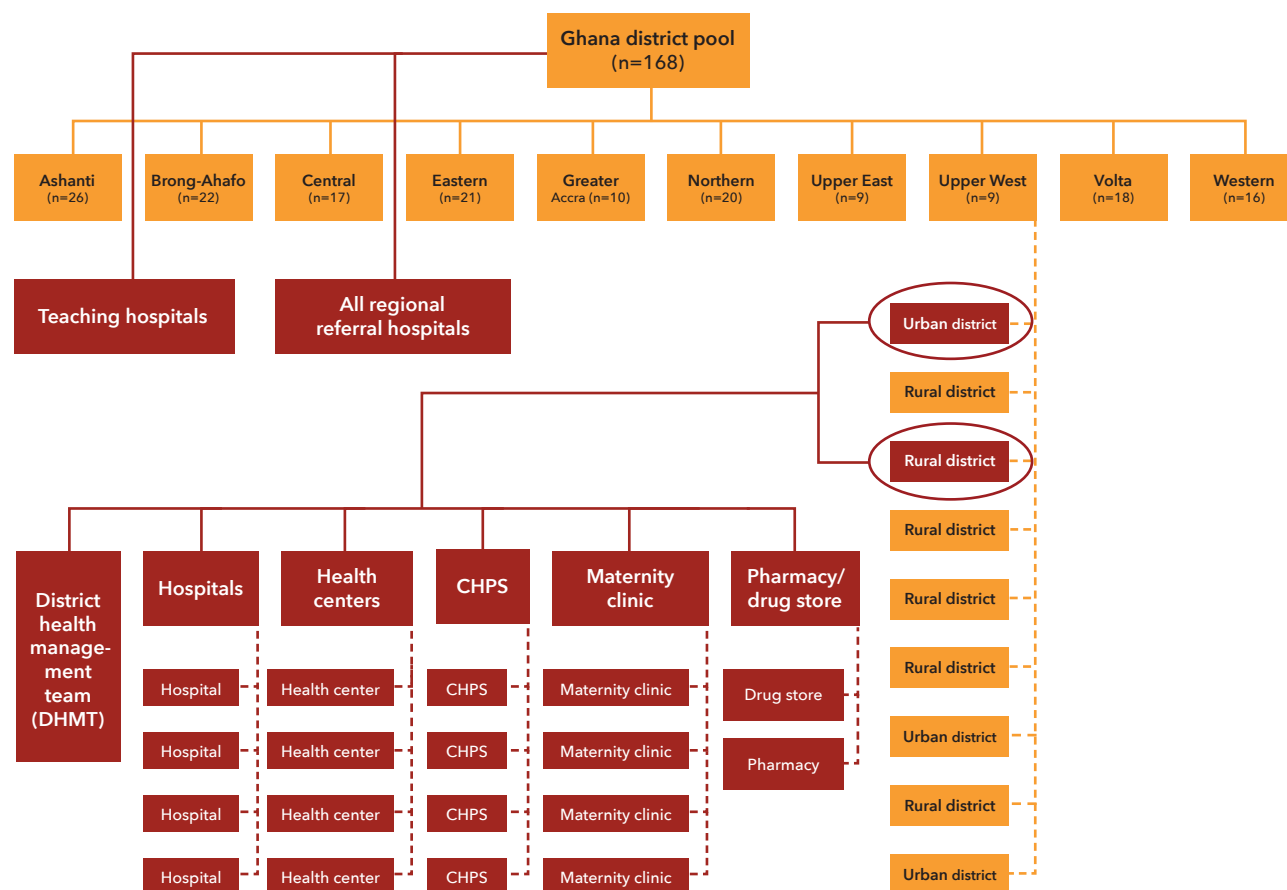 Ghana district pool
(n=168)
Ashanti
(n=26)
Brong-Ahafo
(n=22)
Central
(n=17)
Eastern
(n=21)
Greater
Accra (n=10)
Northern
(n=20)
Upper East
(n=9)
Upper West
(n=9)
Volta
(n=18)
Western
(n=16)
Teaching hospitals
All regional
referral hospitals
Urban district
Rural district
Rural district
Rural district
Rural district
Rural district
Urban district
Rural district
Urban district
District
health
manage-
ment
team
(DHMT)
Hospitals
Hospital
Hospital
Hospital
Hospital
Health
centers
Health center
Health center
Health center
Health center
CHPS
CHPS
CHPS
CHPS
CHPS
Maternity
clinic
Maternity clinic
Maternity clinic
Maternity clinic
Maternity clinic
Pharmacy/
drug store
Drug store
Pharmacy